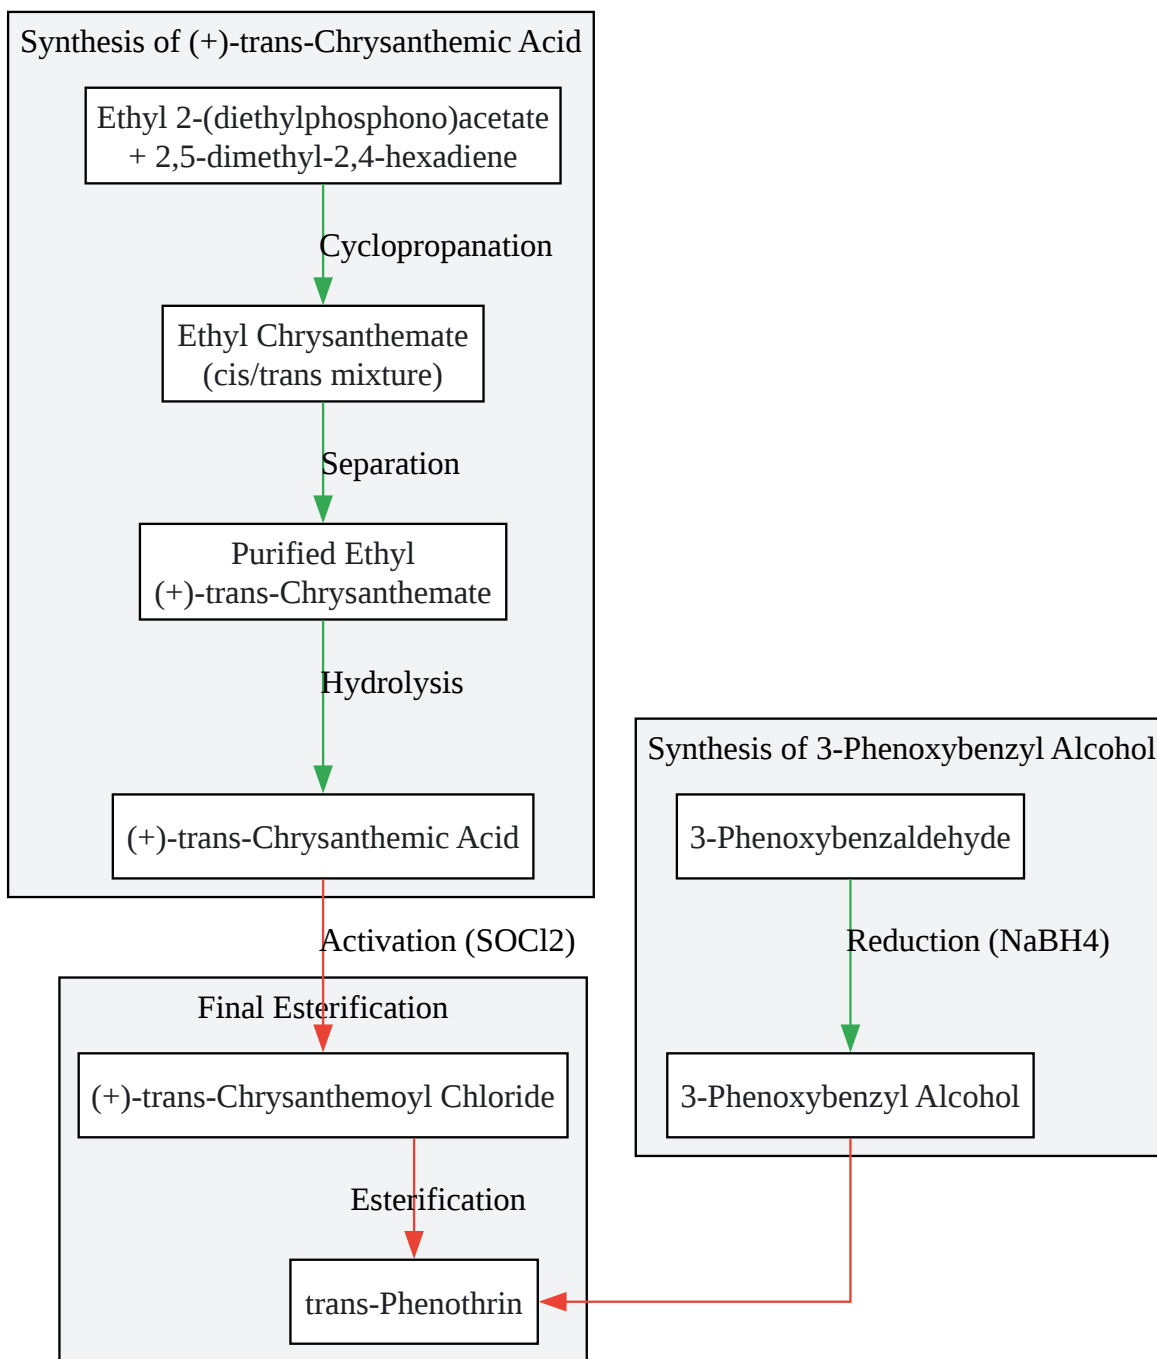 Synthesis of (+)-trans-Chrysanthemic Acid
Ethyl 2-(diethylphosphono)acetate
+ 2,5-dimethyl-2,4-hexadiene
Cyclopropanation
Ethyl Chrysanthemate
(cis/trans mixture)
Separation
Purified Ethyl
(+)-trans-Chrysanthemate
Hydrolysis
(+)-trans-Chrysanthemic Acid
Synthesis of 3-Phenoxybenzyl Alcohol
3-Phenoxybenzaldehyde
Reduction (NaBH4)
3-Phenoxybenzyl Alcohol
Activation (SOCl2)
Final Esterification
(+)-trans-Chrysanthemoyl Chloride
Esterification
trans-Phenothrin